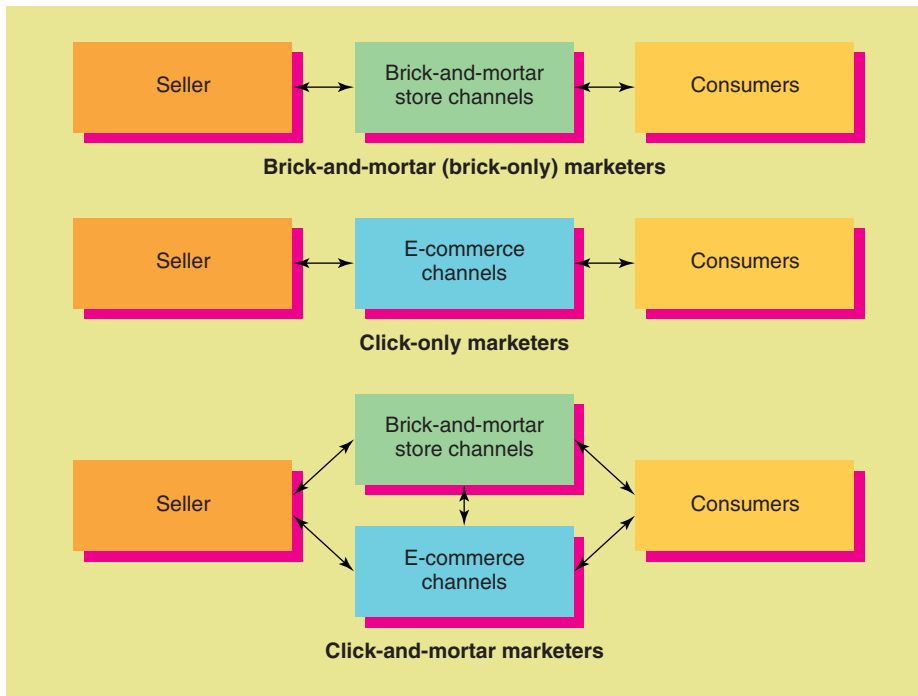 Seller
Brick-and-mortar
store channels
Consumers
Brick-and-mortar (brick-only) marketers
Seller
E-commerce
channels
Consumers
Click-only marketers
Brick-and-mortar
store channels
Seller
Consumers
E-commerce
channels
Click-and-mortar marketers